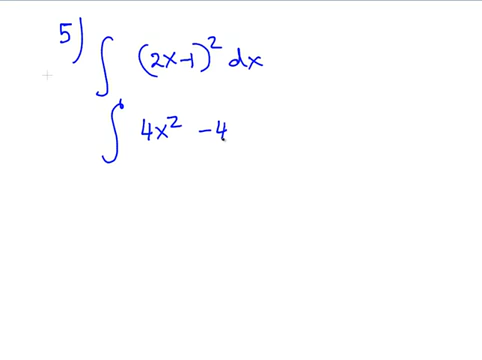 5) ∫ (2x-1)² dx
∫ 4x² - 4